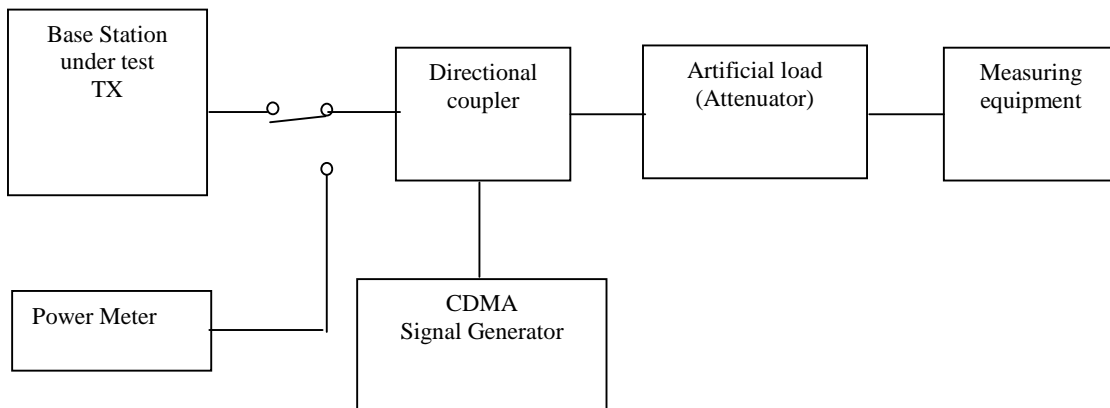 Base Station
under test
TX
Directional
coupler
Artificial load
(Attenuator)
Measuring
equipment
Power Meter
CDMA
Signal Generator